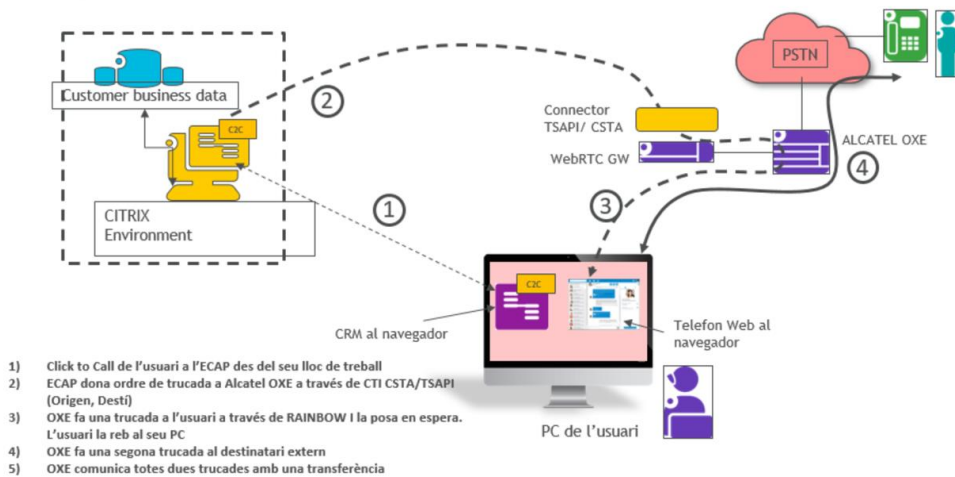 Customer business data
C2C
CITRIX
Environment
2
1
Connector
TSAPI/ CSTA
WebRTC GW
PSTN
ALCATEL OXE
4
3
C2C
CRM al navegador
Telefon Web al
navegador
PC de l’usuari
1) Click to Call de l’usuari a l’ECAP des del seu lloc de treball
2) ECAP dona ordre de trucada a Alcatel OXE a través de CTI CSTA/TSAPI
(Origen, Destí)
3) OXE fa una trucada a l’usuari a través de RAINBOW I la posa en espera.
L’usuari la reb al seu PC
4) OXE fa una segona trucada al destinatari extern
5) OXE comunica totes dues trucades amb una transferència